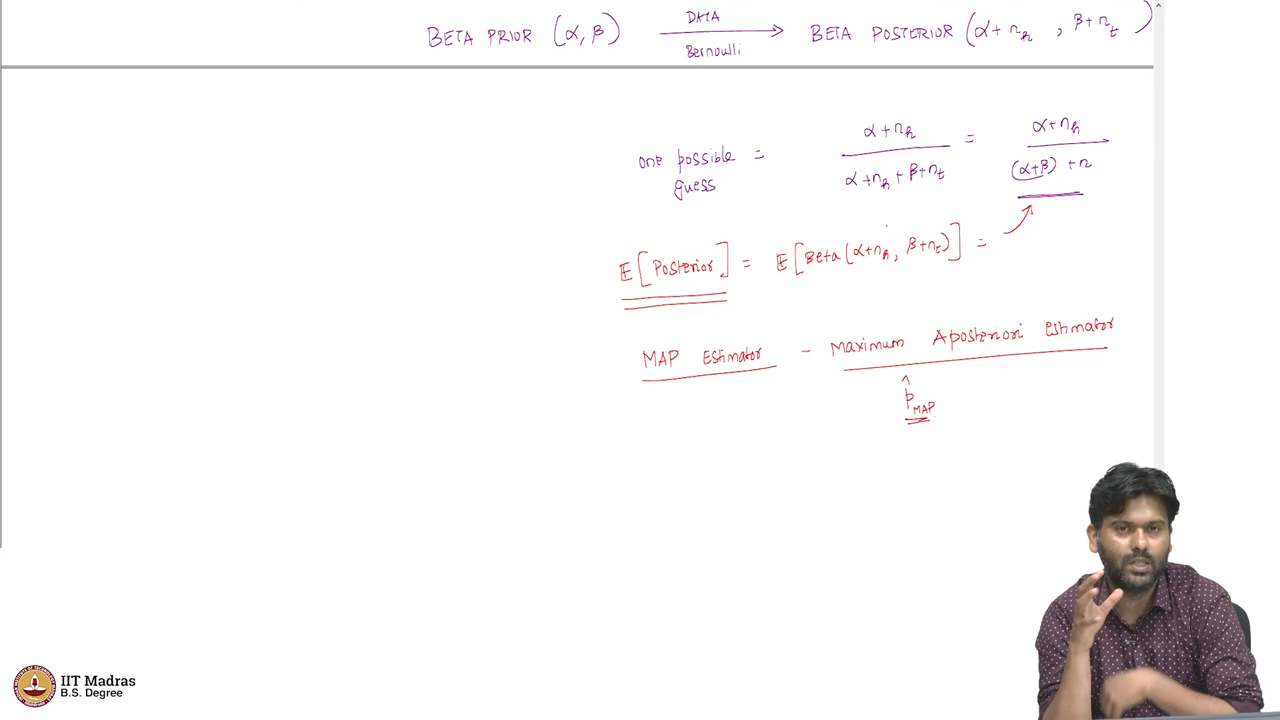 BETA PRIOR (α, β) DATA Bernoulli ⟶ BETA POSTERIOR (α + n_h , β + n_t)
one possible guess = (α+n_h)/(α+n_h+β+n_t) = (α+n_h)/((α+β)+n)
E[Posterior] = E[Beta(α+n_h, β+n_t)] =
MAP Estimator - Maximum Aposteriori Estimator
p̂_MAP
IIT Madras
B.S. Degree